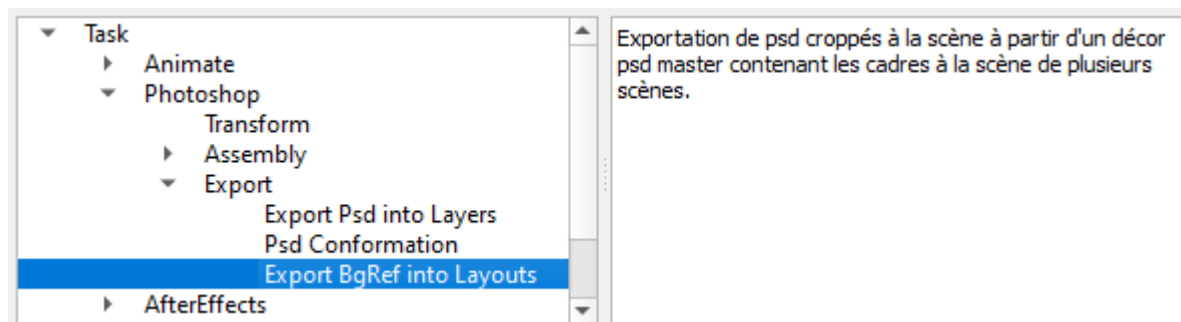 Task
Animate
Photoshop
Transform
Assembly
Export
Export Psd into Layers
Psd Conformation
Export BgRef into Layouts
AfterEffects
Exportation de psd croppés à la scène à partir d'un décor
psd master contenant les cadres à la scène de plusieurs
scènes.